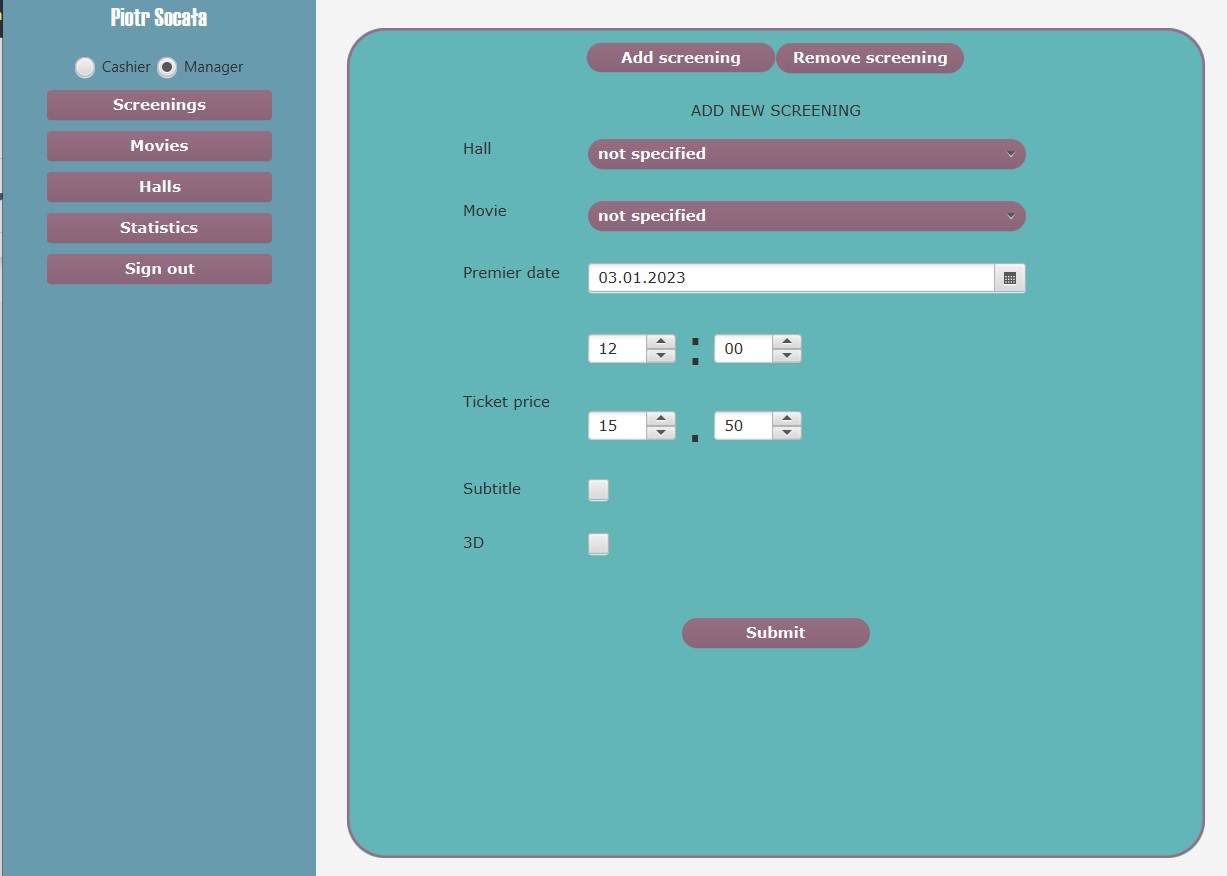 Piotr Socała
Cashier Manager
Screenings
Movies
Halls
Statistics
Sign out
Add screening Remove screening
ADD NEW SCREENING
Hall not specified
Movie not specified
Premier date 03.01.2023
12 : 00
Ticket price
15 . 50
Subtitle
3D
Submit